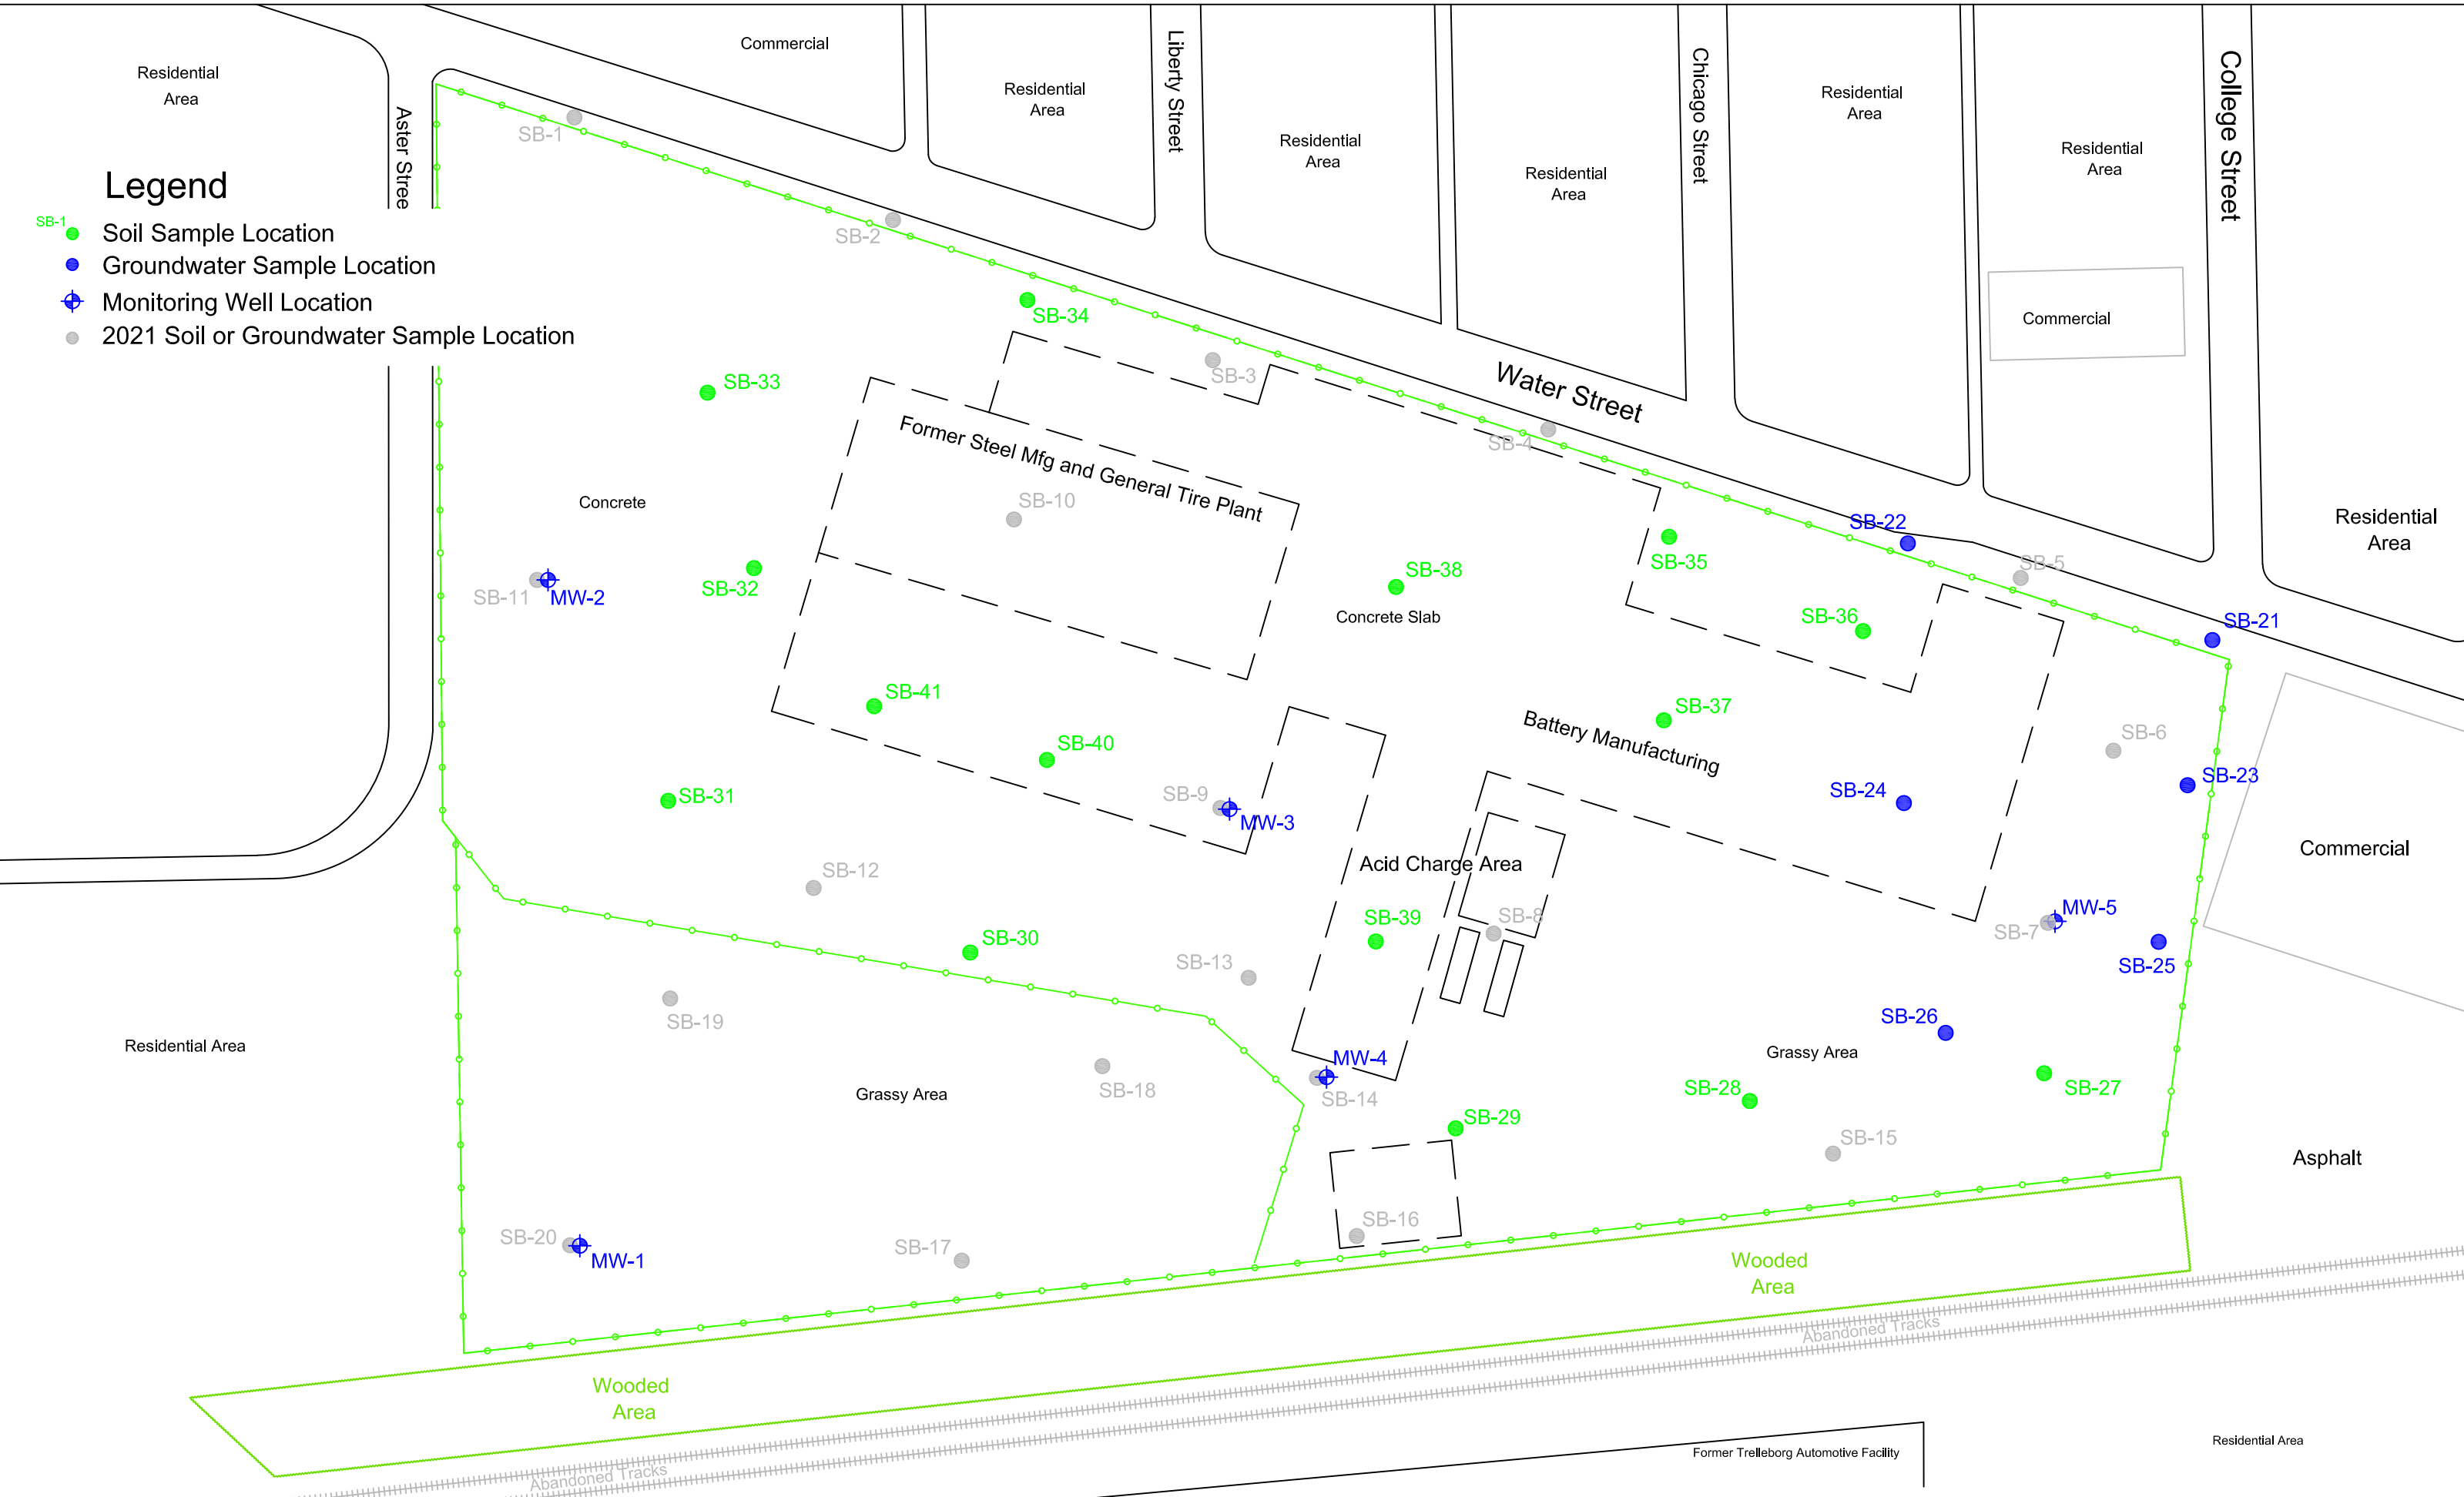 Commercial
Residential
Area
Residential
Area
Liberty Street
Chicago Street
Residential
Area
College Street
Aster Stree
SB-1
Residential
Area
Residential
Area
Residential
Area
Legend
SB-1
Soil Sample Location
Groundwater Sample Location
Monitoring Well Location
2021 Soil or Groundwater Sample Location
SB-2
SB-34
Commercial
SB-33
SB-3
Water Street
SB-4
Former Steel Mfg and General Tire Plant
Concrete
SB-10
SB-22
Residential
Area
SB-5
SB-35
SB-38
SB-32
SB-11
MW-2
Concrete Slab
SB-36
SB-21
SB-41
SB-37
Battery Manufacturing
SB-6
SB-40
SB-23
SB-24
SB-31
SB-9
MW-3
Commercial
Acid Charge Area
SB-12
MW-5
SB-7
SB-39
SB-8
SB-30
SB-25
SB-13
SB-26
SB-19
Residential Area
Grassy Area
MW-4
SB-14
SB-28
SB-27
SB-18
Grassy Area
SB-29
SB-15
Asphalt
SB-16
SB-20
MW-1
SB-17
Wooded
Area
Abandoned Tracks
Wooded
Area
Abandoned Tracks
Former Trelleborg Automotive Facility
Residential Area